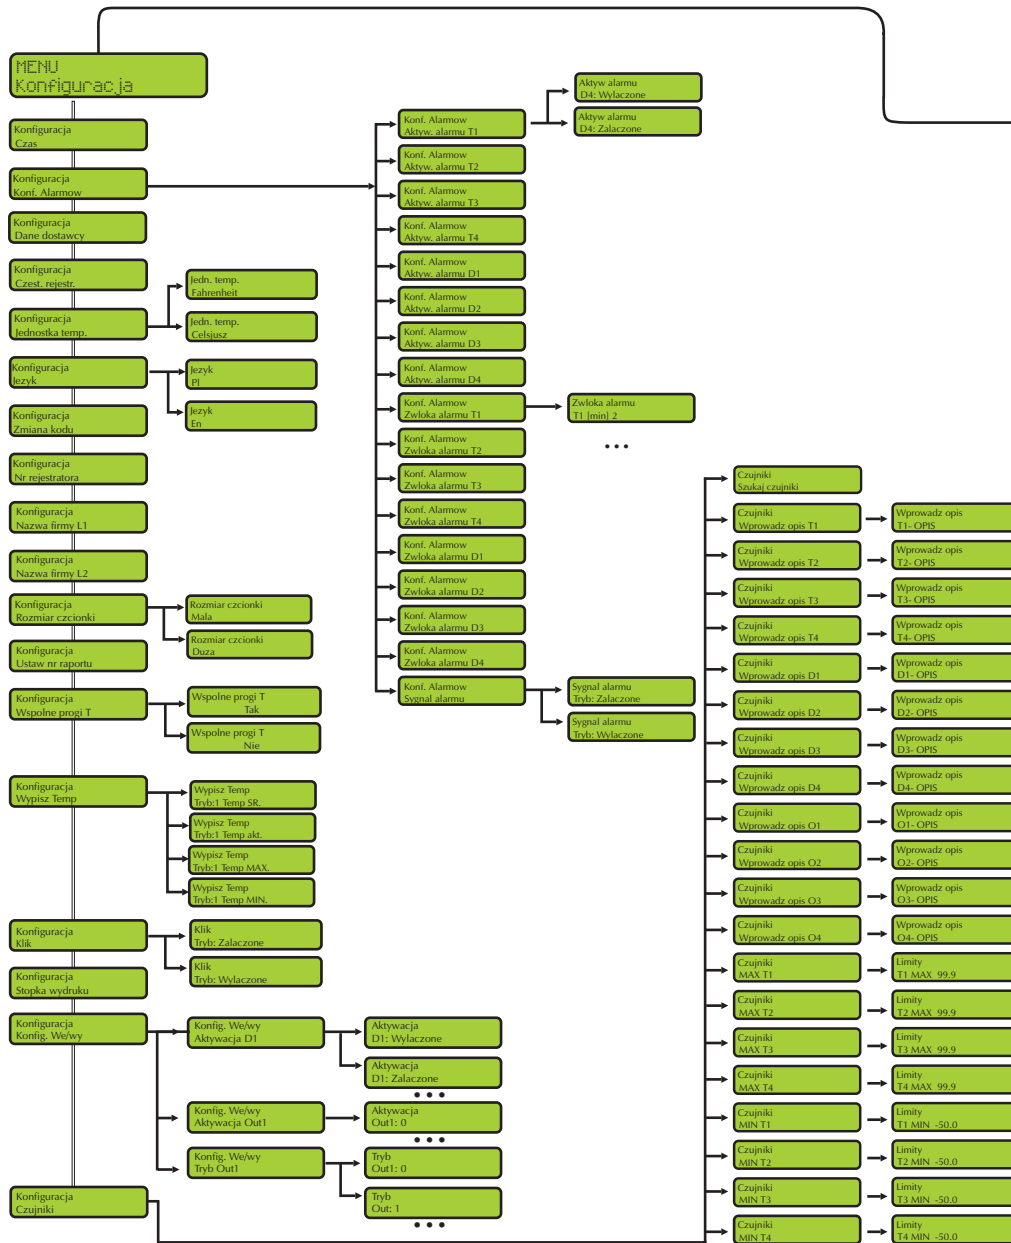 MENU
Konfiguracja
Konfiguracja
Czas
Konfiguracja
Konf. Alarmow
Konfiguracja
Dane dostawcy
Konfiguracja
Czest. rejestr.
Konfiguracja
Jednostka temp.
Jedn. temp.
Fahrenheit
Jedn. temp.
Celsjusz
Konfiguracja
Jezyk
Jezyk
Pl
Jezyk
En
Konfiguracja
Zmiana kodu
Konfiguracja
Nr rejestratora
Konfiguracja
Nazwa firmy L1
Konfiguracja
Nazwa firmy L2
Konfiguracja
Rozmiar czcionki
Rozmiar czcionki
Mala
Rozmiar czcionki
Duza
Konfiguracja
Ustaw nr raportu
Konfiguracja
Wspolne progi T
Wspolne progi T
Tak
Wspolne progi T
Nie
Konfiguracja
Wypisz Temp
Wypisz Temp
Tryb:1 Temp SR.
Wypisz Temp
Tryb:1 Temp akt.
Wypisz Temp
Tryb:1 Temp MAX.
Wypisz Temp
Tryb:1 Temp MIN.
Konfiguracja
Klik
Klik
Tryb: Zalaczone
Klik
Tryb: Wylaczone
Konfiguracja
Stopka wydruku
Konfiguracja
Konfig. We/wy
Konfig. We/wy
Aktywacja D1
Aktywacja
D1: Wylaczone
Aktywacja
D1: Zalaczone
• • •
Konfig. We/wy
Aktywacja Out1
Aktywacja
Out1: 0
• • •
Konfig. We/wy
Tryb Out1
Tryb
Out1: 0
Tryb
Out: 1
• • •
Konfiguracja
Czujniki
Konf. Alarmow
Aktyw. alarmu T1
Aktyw alarmu
D4: Wylaczone
Aktyw alarmu
D4: Zalaczone
Konf. Alarmow
Aktyw. alarmu T2
Konf. Alarmow
Aktyw. alarmu T3
Konf. Alarmow
Aktyw. alarmu T4
Konf. Alarmow
Aktyw. alarmu D1
Konf. Alarmow
Aktyw. alarmu D2
Konf. Alarmow
Aktyw. alarmu D3
Konf. Alarmow
Aktyw. alarmu D4
Konf. Alarmow
Zwloka alarmu T1
Zwloka alarmu
T1 [min] 2
• • •
Konf. Alarmow
Zwloka alarmu T2
Konf. Alarmow
Zwloka alarmu T3
Konf. Alarmow
Zwloka alarmu T4
Konf. Alarmow
Zwloka alarmu D1
Konf. Alarmow
Zwloka alarmu D2
Konf. Alarmow
Zwloka alarmu D3
Konf. Alarmow
Zwloka alarmu D4
Konf. Alarmow
Sygnal alarmu
Sygnal alarmu
Tryb: Zalaczone
Sygnal alarmu
Tryb: Wylaczone
Czujniki
Szukaj czujniki
Czujniki
Wprowadz opis T1
Wprowadz opis
T1- OPIS
Czujniki
Wprowadz opis T2
Wprowadz opis
T2- OPIS
Czujniki
Wprowadz opis T3
Wprowadz opis
T3- OPIS
Czujniki
Wprowadz opis T4
Wprowadz opis
T4- OPIS
Czujniki
Wprowadz opis D1
Wprowadz opis
D1- OPIS
Czujniki
Wprowadz opis D2
Wprowadz opis
D2- OPIS
Czujniki
Wprowadz opis D3
Wprowadz opis
D3- OPIS
Czujniki
Wprowadz opis D4
Wprowadz opis
D4- OPIS
Czujniki
Wprowadz opis O1
Wprowadz opis
O1- OPIS
Czujniki
Wprowadz opis O2
Wprowadz opis
O2- OPIS
Czujniki
Wprowadz opis O3
Wprowadz opis
O3- OPIS
Czujniki
Wprowadz opis O4
Wprowadz opis
O4- OPIS
Czujniki
MAX T1
Limity
T1 MAX 99.9
Czujniki
MAX T2
Limity
T2 MAX 99.9
Czujniki
MAX T3
Limity
T3 MAX 99.9
Czujniki
MAX T4
Limity
T4 MAX 99.9
Czujniki
MIN T1
Limity
T1 MIN -50.0
Czujniki
MIN T2
Limity
T2 MIN -50.0
Czujniki
MIN T3
Limity
T3 MIN -50.0
Czujniki
MIN T4
Limity
T4 MIN -50.0